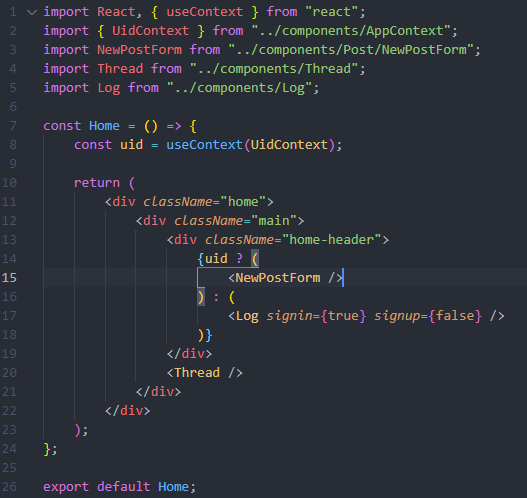 1 import React, { useContext } from "react";
2 import { UidContext } from "../components/AppContext";
3 import NewPostForm from "../components/Post/NewPostForm";
4 import Thread from "../components/Thread";
5 import Log from "../components/Log";
6
7 const Home = () => {
8     const uid = useContext(UidContext);
9
10     return (
11         <div className="home">
12             <div className="main">
13                 <div className="home-header">
14                     {uid ? (
15                         <NewPostForm />
16                     ) : (
17                         <Log signin={true} signup={false} />
18                     )}
19                 </div>
20                 <Thread />
21             </div>
22         </div>
23     );
24 };
25
26 export default Home;